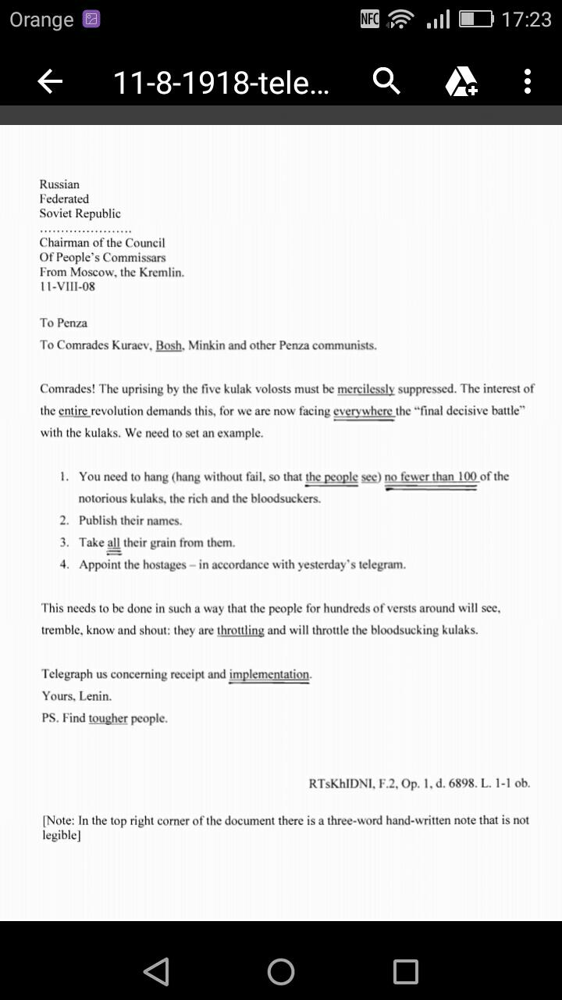 Orange NFC 17:23
11-8-1918-tele...
Russian
Federated
Soviet Republic
......................
Chairman of the Council
Of People's Commissars
From Moscow, the Kremlin.
11-VIII-08
To Penza
To Comrades Kuraev, Bosh, Minkin and other Penza communists.
Comrades! The uprising by the five kulak volosts must be mercilessly suppressed. The interest of
the entire revolution demands this, for we are now facing everywhere the “final decisive battle”
with the kulaks. We need to set an example.
1. You need to hang (hang without fail, so that the people see) no fewer than 100 of the
notorious kulaks, the rich and the bloodsuckers.
2. Publish their names.
3. Take all their grain from them.
4. Appoint the hostages – in accordance with yesterday's telegram.
This needs to be done in such a way that the people for hundreds of versts around will see,
tremble, know and shout: they are throttling and will throttle the bloodsucking kulaks.
Telegraph us concerning receipt and implementation.
Yours, Lenin.
PS. Find tougher people.
RTsKhIDNI, F.2, Op. 1, d. 6898. L. 1-1 ob.
[Note: In the top right corner of the document there is a three-word hand-written note that is not
legible]